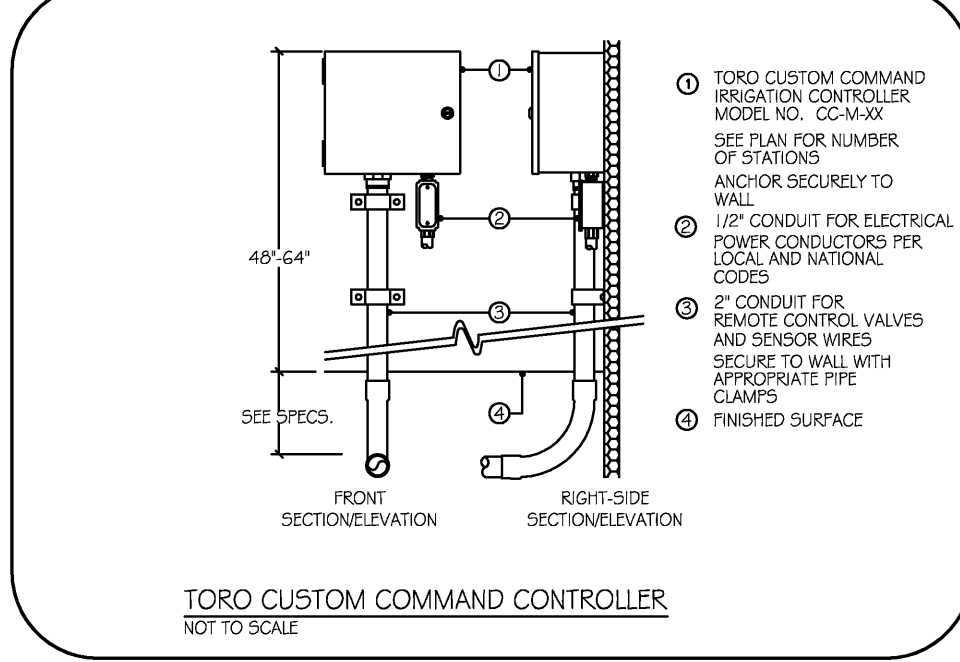 1
TORO CUSTOM COMMAND
IRRIGATION CONTROLLER
MODEL NO. CC-M-XX
SEE PLAN FOR NUMBER
OF STATIONS
ANCHOR SECURELY TO
WALL
2
1/2" CONDUIT FOR ELECTRICAL
POWER CONDUCTORS PER
LOCAL AND NATIONAL
CODES
3
2" CONDUIT FOR
REMOTE CONTROL VALVES
AND SENSOR WIRES
SECURE TO WALL WITH
APPROPRIATE PIPE
CLAMPS
4
FINISHED SURFACE
1
2
48"-64"
3
4
SEE SPECS.
FRONT
SECTION/ELEVATION
RIGHT-SIDE
SECTION/ELEVATION
TORO CUSTOM COMMAND CONTROLLER
NOT TO SCALE